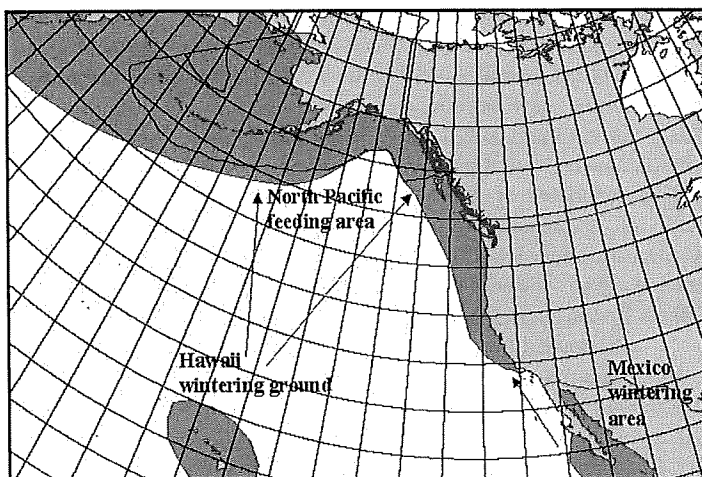 North Pacific
feeding area
Hawaii
wintering ground
Mexico
wintering
area